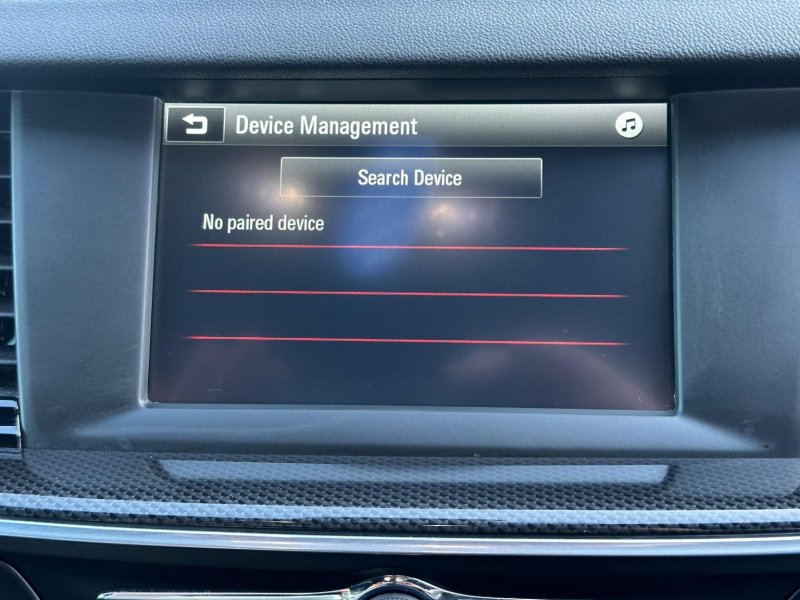 Device Management
Search Device
No paired device